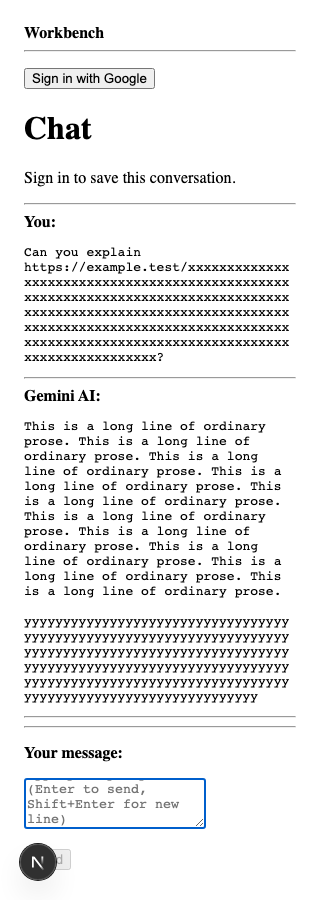 Workbench
Sign in with Google
Chat
Sign in to save this conversation.
You:
Can you explain
https://example.test/xxxxxxxxxxxxx
xxxxxxxxxxxxxxxxxxxxxxxxxxxxxxxxxx
xxxxxxxxxxxxxxxxxxxxxxxxxxxxxxxxxx
xxxxxxxxxxxxxxxxxxxxxxxxxxxxxxxxxx
xxxxxxxxxxxxxxxxxxxxxxxxxxxxxxxxxx
xxxxxxxxxxxxxxxxxxxxxxxxxxxxxxxxxx
xxxxxxxxxxxxxxxxx?
Gemini AI:
This is a long line of ordinary
prose. This is a long line of
ordinary prose. This is a long
line of ordinary prose. This is a
long line of ordinary prose. This
is a long line of ordinary prose.
This is a long line of ordinary
prose. This is a long line of
ordinary prose. This is a long
line of ordinary prose. This is a
long line of ordinary prose. This
is a long line of ordinary prose.
yyyyyyyyyyyyyyyyyyyyyyyyyyyyyyyyyy
yyyyyyyyyyyyyyyyyyyyyyyyyyyyyyyyyy
yyyyyyyyyyyyyyyyyyyyyyyyyyyyyyyyyy
yyyyyyyyyyyyyyyyyyyyyyyyyyyyyyyyyy
yyyyyyyyyyyyyyyyyyyyyyyyyyyyyyyyyy
yyyyyyyyyyyyyyyyyyyyyyyyyyyyyy
Your message:
(Enter to send,
Shift+Enter for new
line)
N